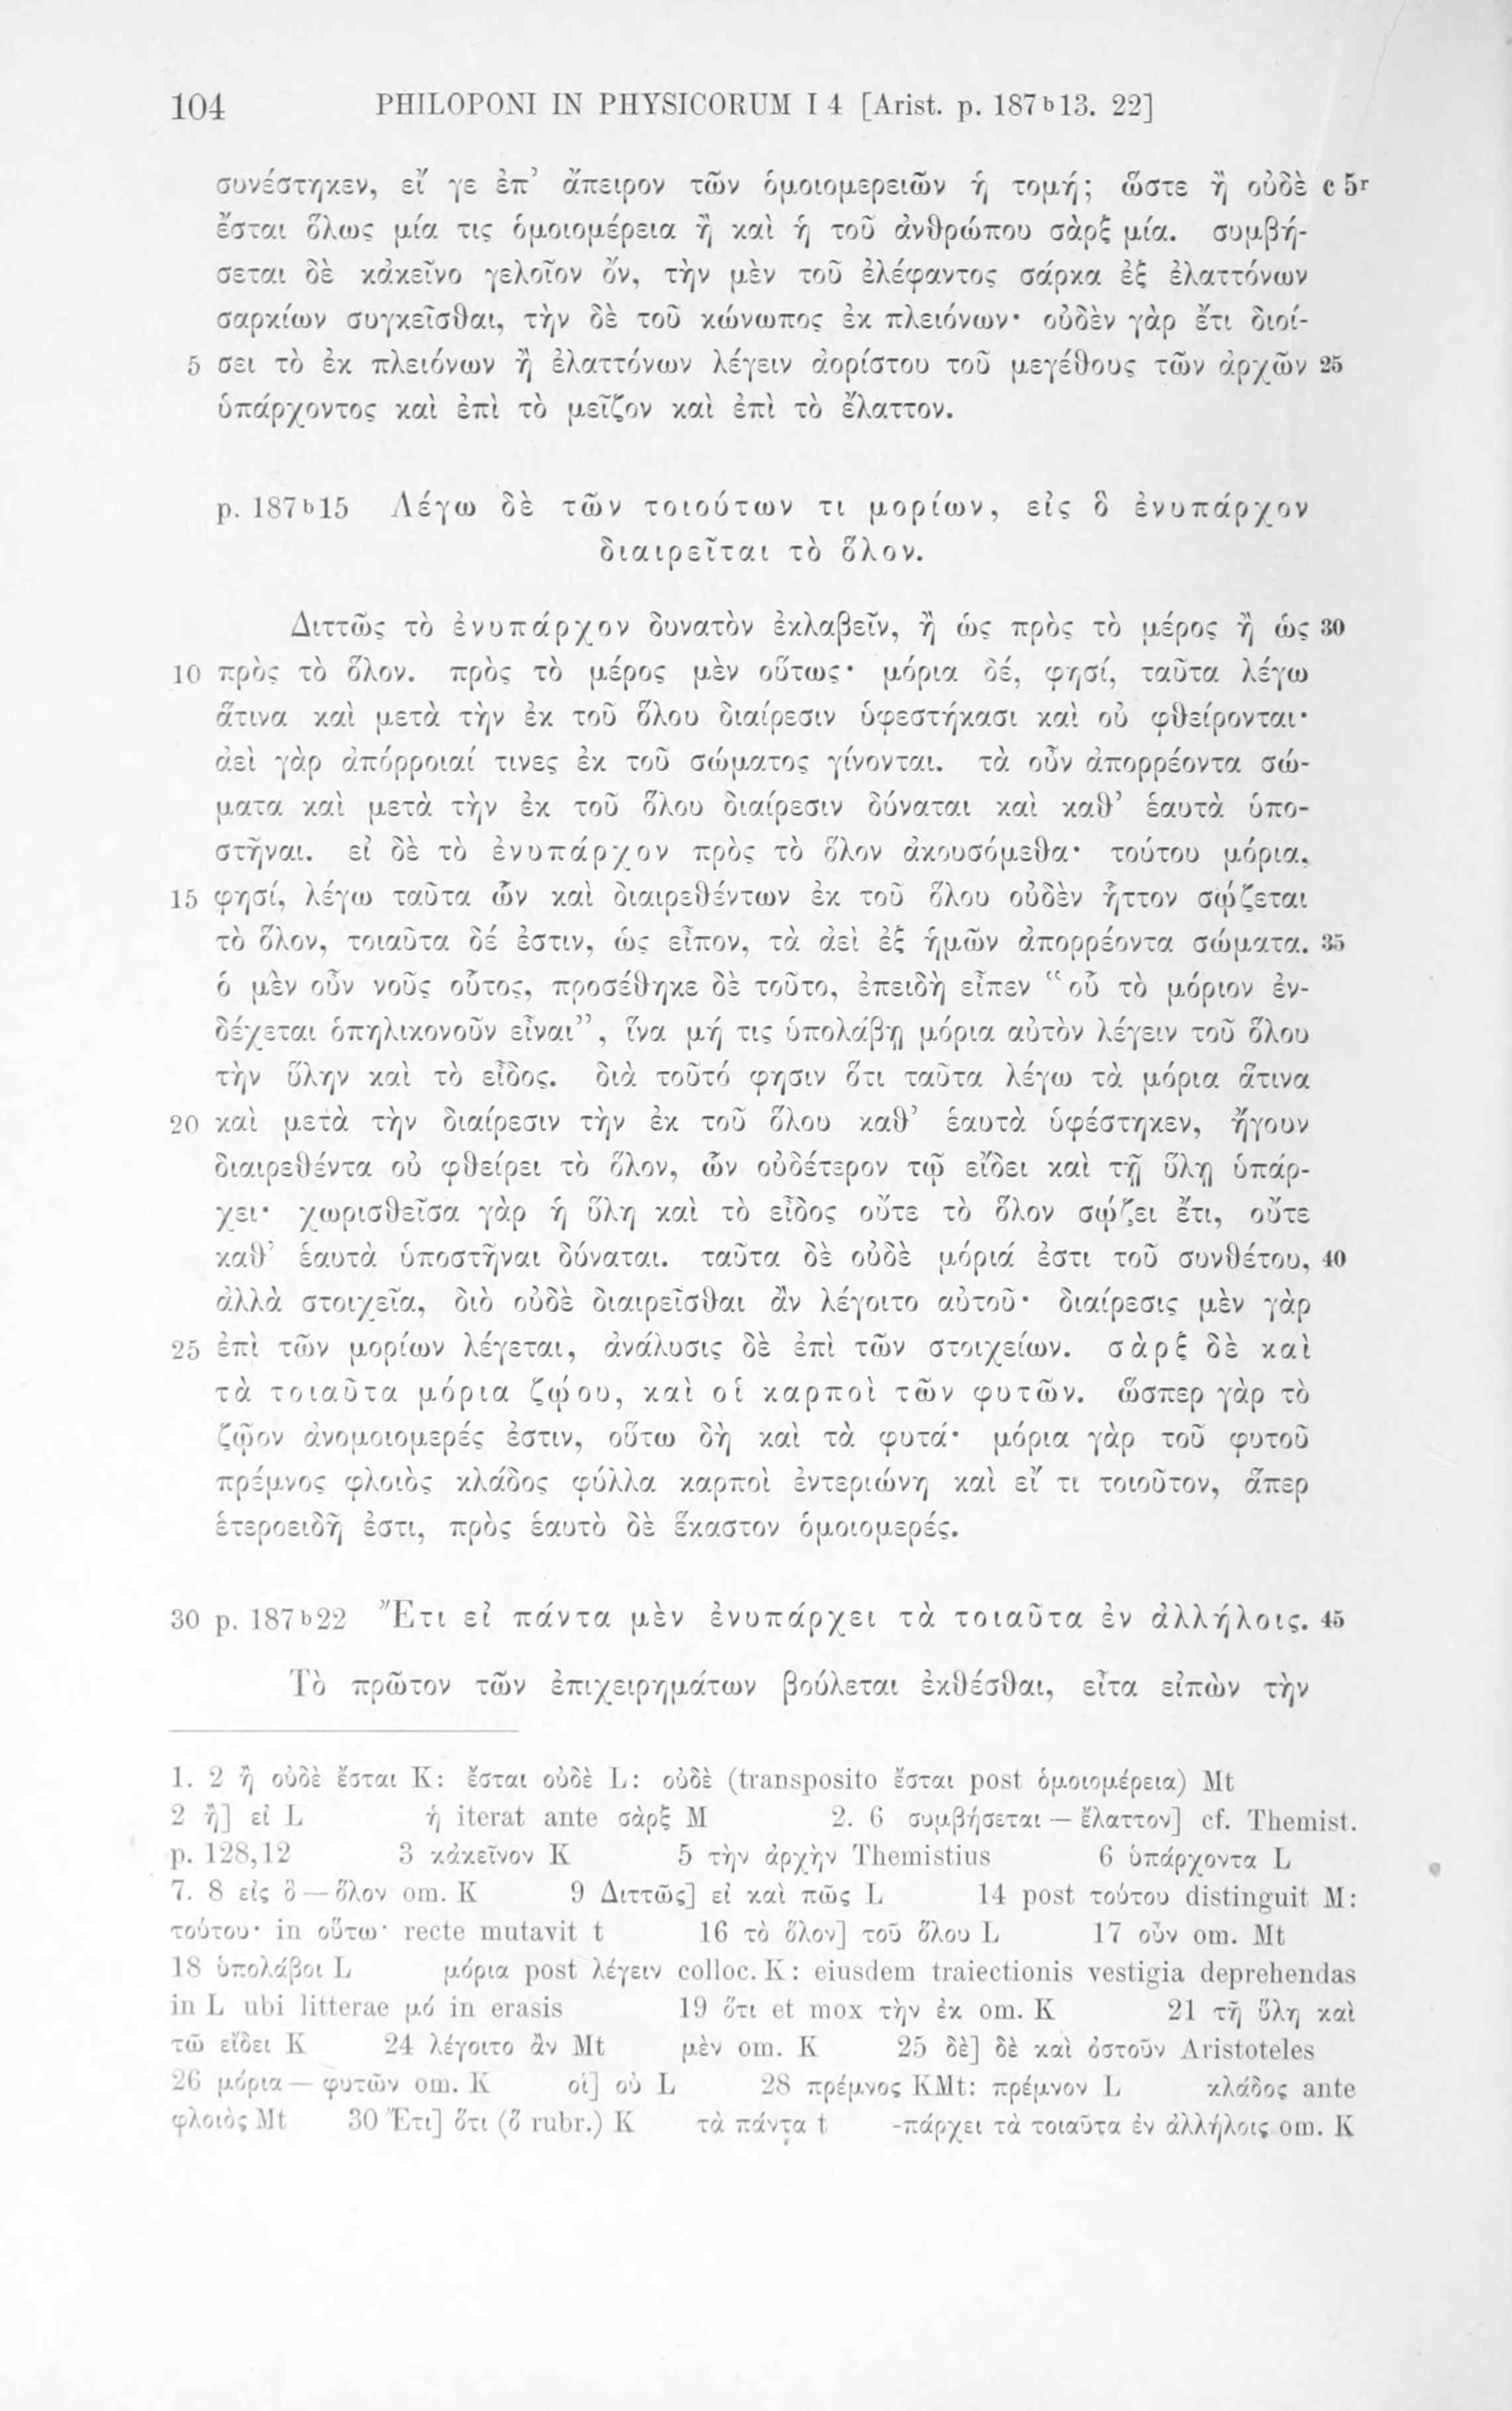 104 PHILOPONI IN PHYSICORUM I 4 [Arist. p. 187 b 13. 22]
συνέστηκεν, εἴ γε ἐπ’ ἄπειρον τῶν ὁμοιομερειῶν ἡ τομή; ὥστε ἢ οὐδὲ c 5r
ἔσται ὅλως μία τις ὁμοιομέρεια ἢ καὶ ἡ τοῦ ἀνθρώπου σὰρξ μία. συμβή-
σεται δὲ κἀκεῖνο γελοῖον ὄν, τὴν μὲν τοῦ ἐλέφαντος σάρκα ἐξ ἐλαττόνων
σαρκίων συγκεῖσθαι, τὴν δὲ τοῦ κώνωπος ἐκ πλειόνων· οὐδὲν γὰρ ἔτι διοί-
5 σει τὸ ἐκ πλειόνων ἢ ἐλαττόνων λέγειν ἀορίστου τοῦ μεγέθους τῶν ἀρχῶν 25
ὑπάρχοντος καὶ ἐπὶ τὸ μεῖζον καὶ ἐπὶ τὸ ἔλαττον.
p. 187 b 15 Λέγω δὲ τῶν τοιούτων τι μορίων, εἰς ὃ ἐνυπάρχον
διαιρεῖται τὸ ὅλον.
Διττῶς τὸ ἐνυπάρχον δυνατὸν ἐκλαβεῖν, ἢ ὡς πρὸς τὸ μέρος ἢ ὡς 30
10 πρὸς τὸ ὅλον. πρὸς τὸ μέρος μὲν οὕτως· μόρια δέ, φησί, ταῦτα λέγω
ἅτινα καὶ μετὰ τὴν ἐκ τοῦ ὅλου διαίρεσιν ὑφεστήκασι καὶ οὐ φθείρονται·
ἀεὶ γὰρ ἀπόρροιαί τινες ἐκ τοῦ σώματος γίνονται. τὰ οὖν ἀπορρέοντα σώ-
ματα καὶ μετὰ τὴν ἐκ τοῦ ὅλου διαίρεσιν δύναται καὶ καθ’ ἑαυτὰ ὑπο-
στῆναι. εἰ δὲ τὸ ἐνυπάρχον πρὸς τὸ ὅλον ἀκουσόμεθα· τούτου μόρια,
15 φησί, λέγω ταῦτα ὧν καὶ διαιρεθέντων ἐκ τοῦ ὅλου οὐδὲν ἧττον σῴζεται
τὸ ὅλον, τοιαῦτα δέ ἐστιν, ὡς εἶπον, τὰ ἀεὶ ἐξ ἡμῶν ἀπορρέοντα σώματα. 35
ὁ μὲν οὖν νοῦς οὗτος, προσέθηκε δὲ τοῦτο, ἐπειδὴ εἶπεν “οὗ τὸ μόριον ἐν-
δέχεται ὁπηλικονοῦν εἶναι”, ἵνα μή τις ὑπολάβῃ μόρια αὐτὸν λέγειν τοῦ ὅλου
τὴν ὕλην καὶ τὸ εἶδος. διὰ τοῦτό φησιν ὅτι ταῦτα λέγω τὰ μόρια ἅτινα
20 καὶ μετὰ τὴν διαίρεσιν τὴν ἐκ τοῦ ὅλου καθ’ ἑαυτὰ ὑφέστηκεν, ἤγουν
διαιρεθέντα οὐ φθείρει τὸ ὅλον, ὧν οὐδέτερον τῷ εἴδει καὶ τῇ ὕλῃ ὑπάρ-
χει· χωρισθεῖσα γὰρ ἡ ὕλη καὶ τὸ εἶδος οὔτε τὸ ὅλον σῴζει ἔτι, οὔτε
καθ’ ἑαυτὰ ὑποστῆναι δύναται. ταῦτα δὲ οὐδὲ μόριά ἐστι τοῦ συνθέτου, 40
ἀλλὰ στοιχεῖα, διὸ οὐδὲ διαιρεῖσθαι ἂν λέγοιτο αὐτοῦ· διαίρεσις μὲν γὰρ
25 ἐπὶ τῶν μορίων λέγεται, ἀνάλυσις δὲ ἐπὶ τῶν στοιχείων. σὰρξ δὲ καὶ
τὰ τοιαῦτα μόρια ζῴου, καὶ οἱ καρποὶ τῶν φυτῶν. ὥσπερ γὰρ τὸ
ζῷον ἀνομοιομερές ἐστιν, οὕτω δὴ καὶ τὰ φυτά· μόρια γὰρ τοῦ φυτοῦ
πρέμνος φλοιὸς κλάδος φύλλα καρποὶ ἐντεριώνη καὶ εἴ τι τοιοῦτον, ἅπερ
ἑτεροειδῆ ἐστι, πρὸς ἑαυτὸ δὲ ἕκαστον ὁμοιομερές.
30 p. 187 b 22 Ἔτι εἰ πάντα μὲν ἐνυπάρχει τὰ τοιαῦτα ἐν ἀλλήλοις. 45
Τὸ πρῶτον τῶν ἐπιχειρημάτων βούλεται ἐκθέσθαι, εἶτα εἰπὼν τὴν
1. 2 ἢ οὐδὲ ἔσται K: ἔσται οὐδὲ L: οὐδὲ (transposito ἔσται post ὁμοιομέρεια) Mt
2 ἢ] εἰ L ἡ iterat ante σὰρξ M 2. 6 συμβήσεται — ἔλαττον] cf. Themist.
p. 128,12 3 κἀκεῖνον K 5 τὴν ἀρχὴν Themistius 6 ὑπάρχοντα L
7. 8 εἰς ὃ — ὅλον om. K 9 Διττῶς] εἰ καὶ πῶς L 14 post τούτου distinguit M:
τούτου· in οὕτω· recte mutavit t 16 τὸ ὅλον] τοῦ ὅλου L 17 οὖν om. Mt
18 ὑπολάβοι L μόρια post λέγειν colloc. K: eiusdem traiectionis vestigia deprehendas
in L ubi litterae μό in erasis 19 ὅτι et mox τὴν ἐκ om. K 21 τῇ ὕλῃ καὶ
τῶ εἴδει K 24 λέγοιτο ἂν Mt μὲν om. K 25 δὲ] δὲ καὶ ὀστοῦν Aristoteles
26 μόρια — φυτῶν om. K οἱ] οὐ L 28 πρέμνος KMt: πρέμνον L κλάδος ante
φλοιὸς Mt 30 Ἔτι] ὅτι (ὅ rubr.) K τὰ πάντα t -πάρχει τὰ τοιαῦτα ἐν ἀλλήλοις om. K